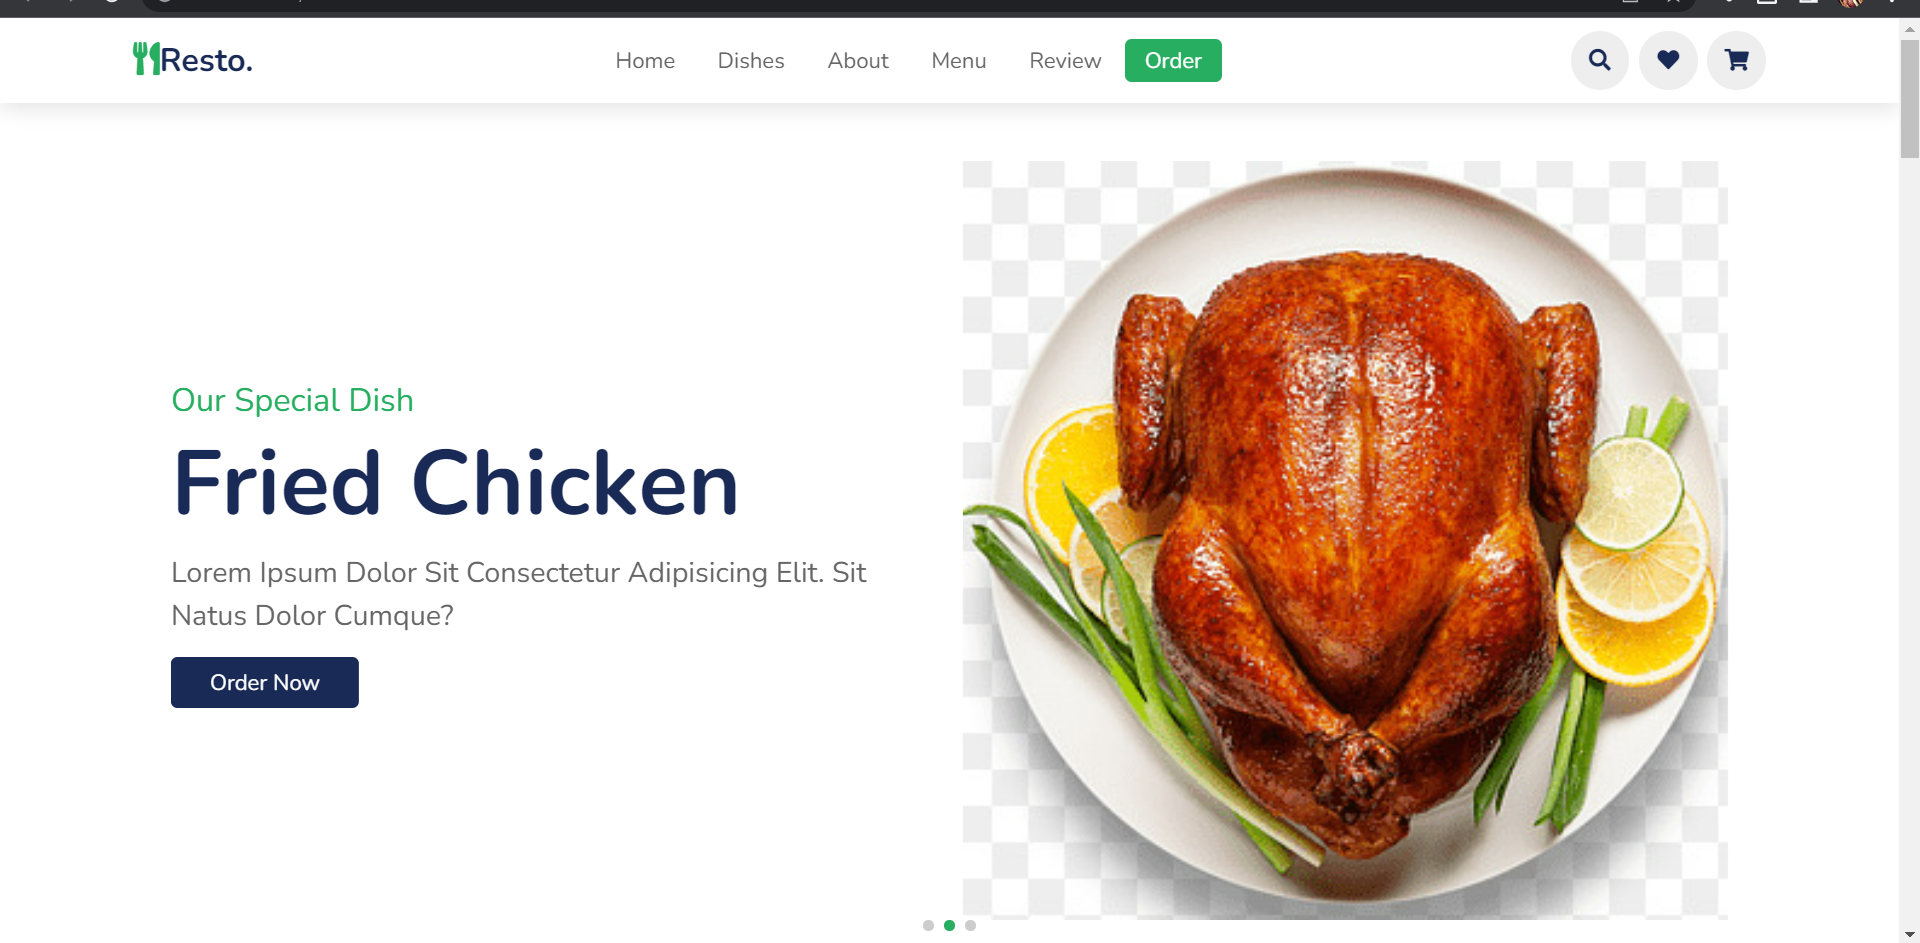 Resto.
Home Dishes About Menu Review Order
Our Special Dish
Fried Chicken
Lorem Ipsum Dolor Sit Consectetur Adipisicing Elit. Sit
Natus Dolor Cumque?
Order Now